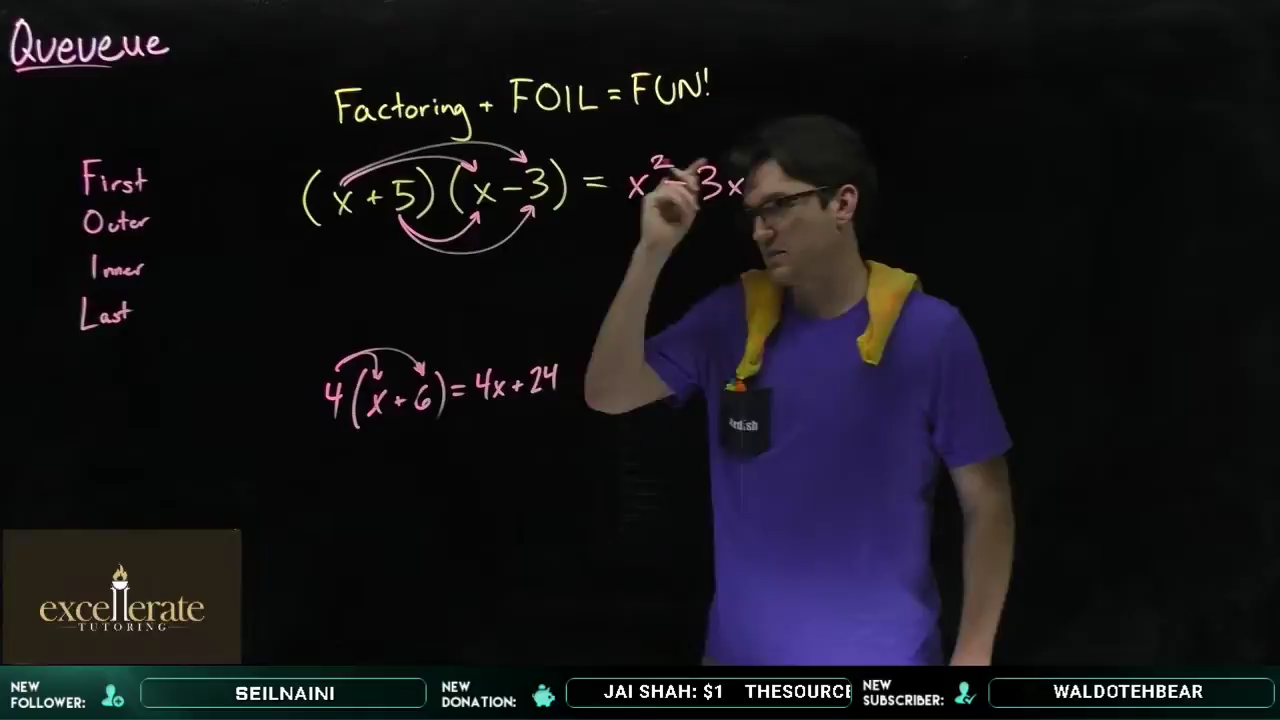 Queueue
Factoring + FOIL = FUN!
First
Outer
Inner
Last
(x + 5)(x - 3) = x² - 3x
4(x + 6) = 4x + 24
excellerate
TUTORING
NEW FOLLOWER: SEILNAINI
NEW DONATION: JAI SHAH: $1 THESOURCE
NEW SUBSCRIBER: WALDOTEHBEAR